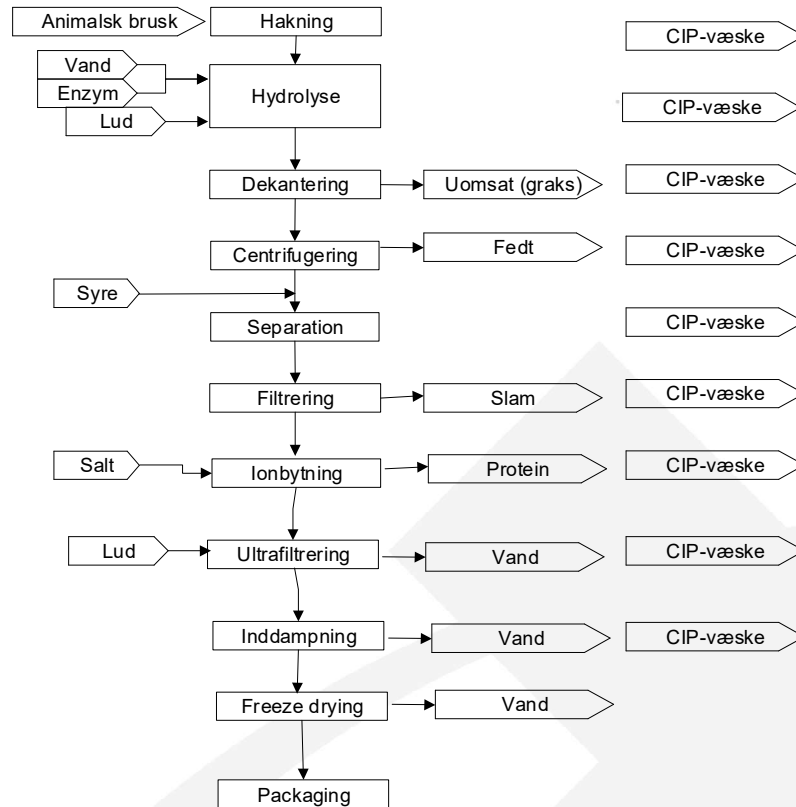 Animalsk brusk
Hakning
CIP-væske
Vand
Enzym
Hydrolyse
CIP-væske
Lud
Dekantering
Uomsat (graks)
CIP-væske
Centrifugering
Fedt
CIP-væske
Syre
Separation
CIP-væske
Filtrering
Slam
CIP-væske
Salt
Ionbytning
Protein
CIP-væske
Lud
Ultrafiltrering
Vand
CIP-væske
Inddampning
Vand
CIP-væske
Freeze drying
Vand
Packaging